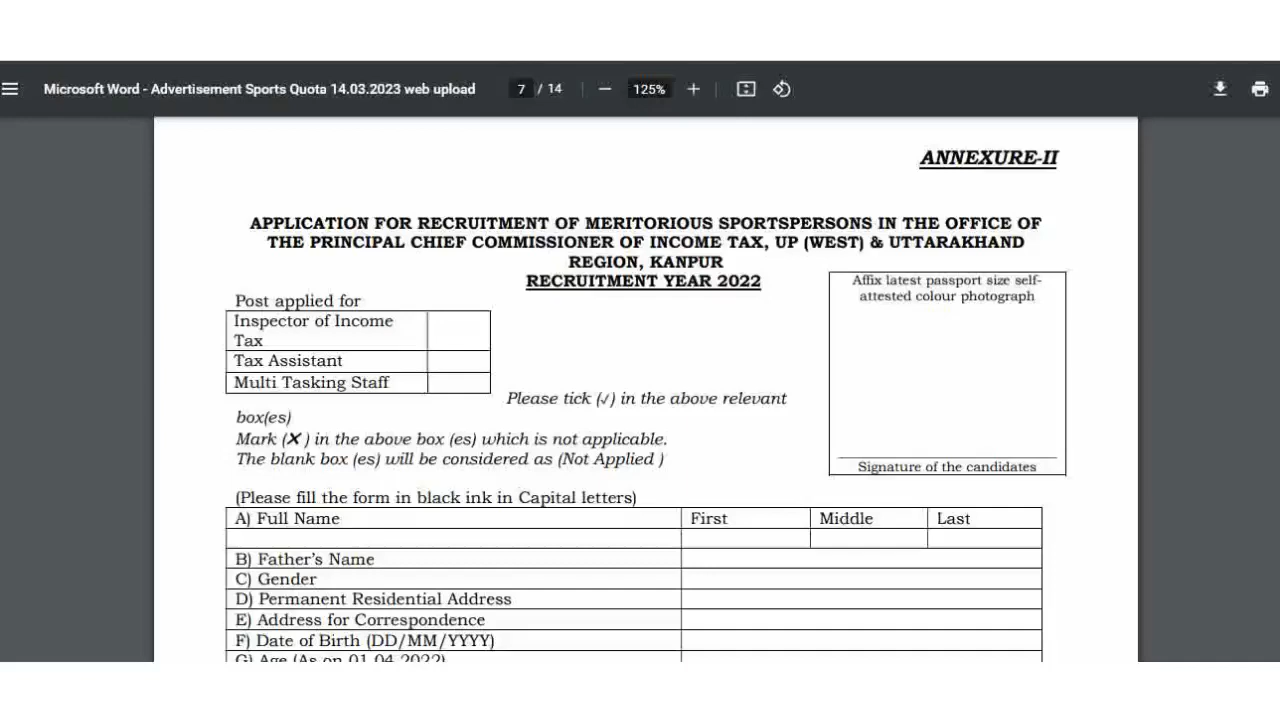 Microsoft Word - Advertisement Sports Quota 14.03.2023 web upload 7 / 14 125%
ANNEXURE-II
APPLICATION FOR RECRUITMENT OF MERITORIOUS SPORTSPERSONS IN THE OFFICE OF
THE PRINCIPAL CHIEF COMMISSIONER OF INCOME TAX, UP (WEST) & UTTARAKHAND
REGION, KANPUR
RECRUITMENT YEAR 2022
Affix latest passport size self-
attested colour photograph
Signature of the candidates
Post applied for
Inspector of Income
Tax
Tax Assistant
Multi Tasking Staff
Please tick (✓) in the above relevant
box(es)
Mark (✗ ) in the above box (es) which is not applicable.
The blank box (es) will be considered as (Not Applied )
(Please fill the form in black ink in Capital letters)
A) Full Name First Middle Last
B) Father's Name
C) Gender
D) Permanent Residential Address
E) Address for Correspondence
F) Date of Birth (DD/MM/YYYY)
G) Age (As on 01.04.2022)